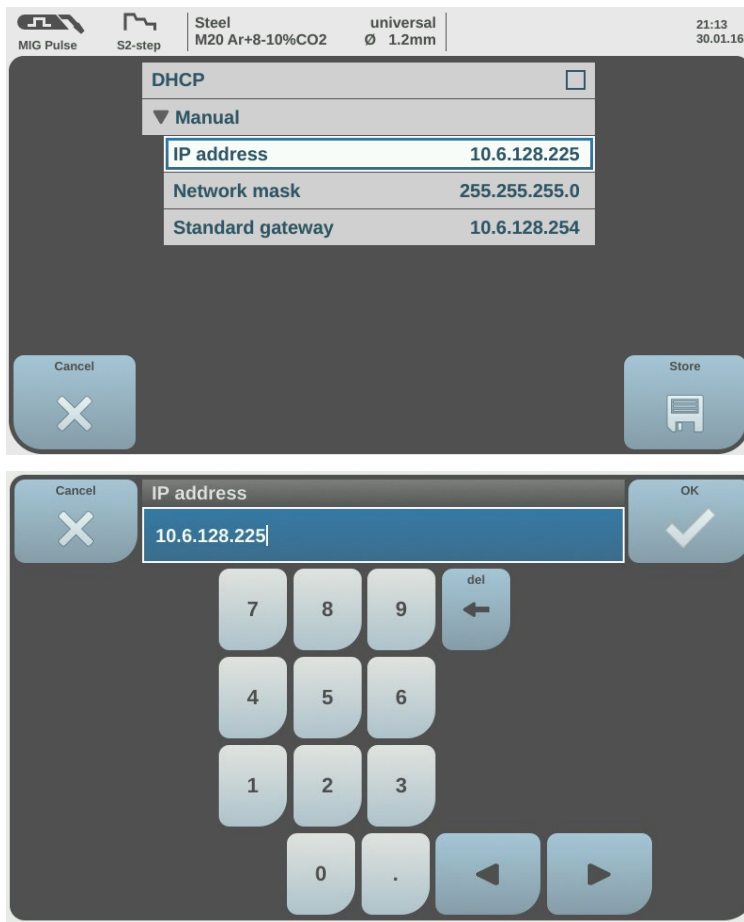 MIG Pulse
S2-step
Steel universal
M20 Ar+8-10%CO2 Ø 1.2mm
21:13
30.01.16
DHCP
Manual
IP address 10.6.128.225
Network mask 255.255.255.0
Standard gateway 10.6.128.254
Cancel
Store
Cancel
IP address
OK
10.6.128.225
del
7 8 9
4 5 6
1 2 3
0 .